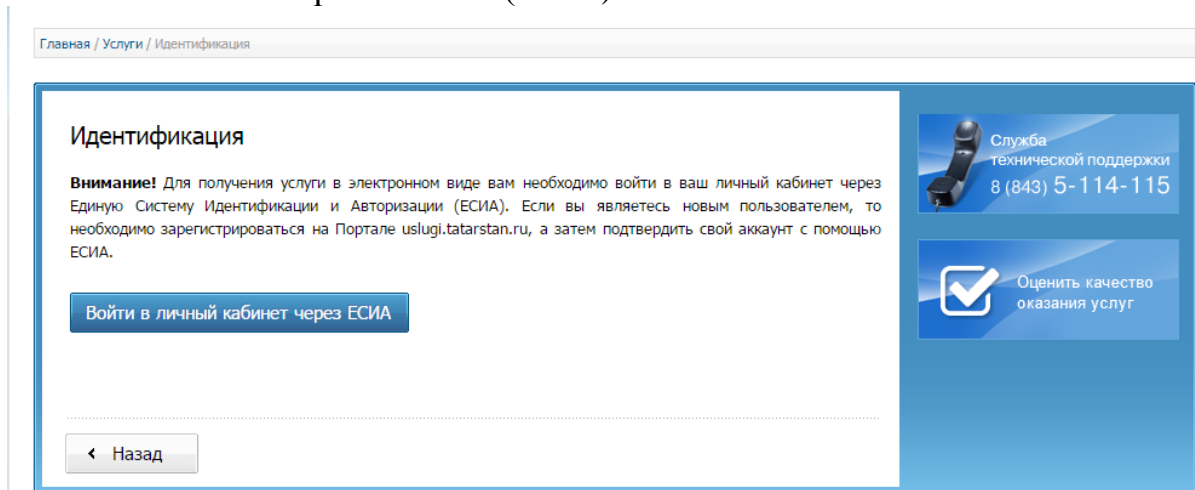 Главная / Услуги / Идентификация
Идентификация
Внимание! Для получения услуги в электронном виде вам необходимо войти в ваш личный кабинет через
Единую Систему Идентификации и Авторизации (ЕСИА). Если вы являетесь новым пользователем, то
необходимо зарегистрироваться на Портале uslugi.tatarstan.ru, а затем подтвердить свой аккаунт с помощью
ЕСИА.
Войти в личный кабинет через ЕСИА
Назад
Служба
технической поддержки
8 (843) 5-114-115
Оценить качество
оказания услуг